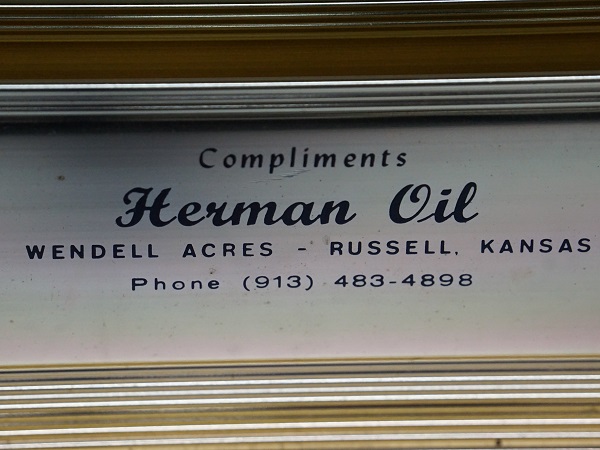 Compliments
Herman Oil
WENDELL ACRES - RUSSELL, KANSAS
Phone (913) 483-4898